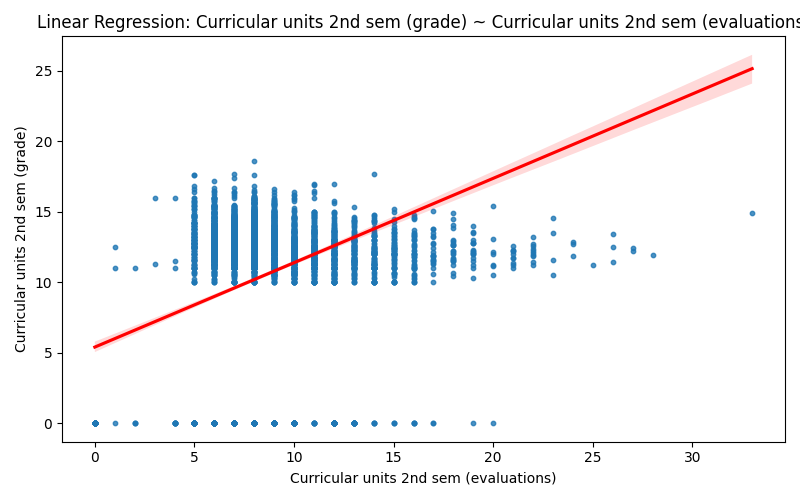 Linear Regression: Curricular units 2nd sem (grade) ~ Curricular units 2nd sem (evaluations
25
20
15
10
5
0
Curricular units 2nd sem (grade)
0 5 10 15 20 25 30
Curricular units 2nd sem (evaluations)